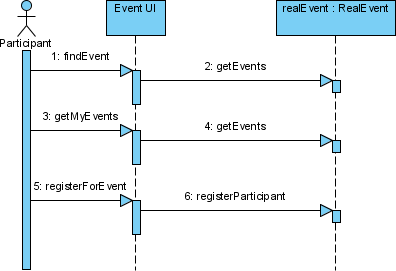 Event UI
realEvent : RealEvent
Participant
1: findEvent
2: getEvents
3: getMyEvents
4: getEvents
5: registerForEvent
6: registerParticipant